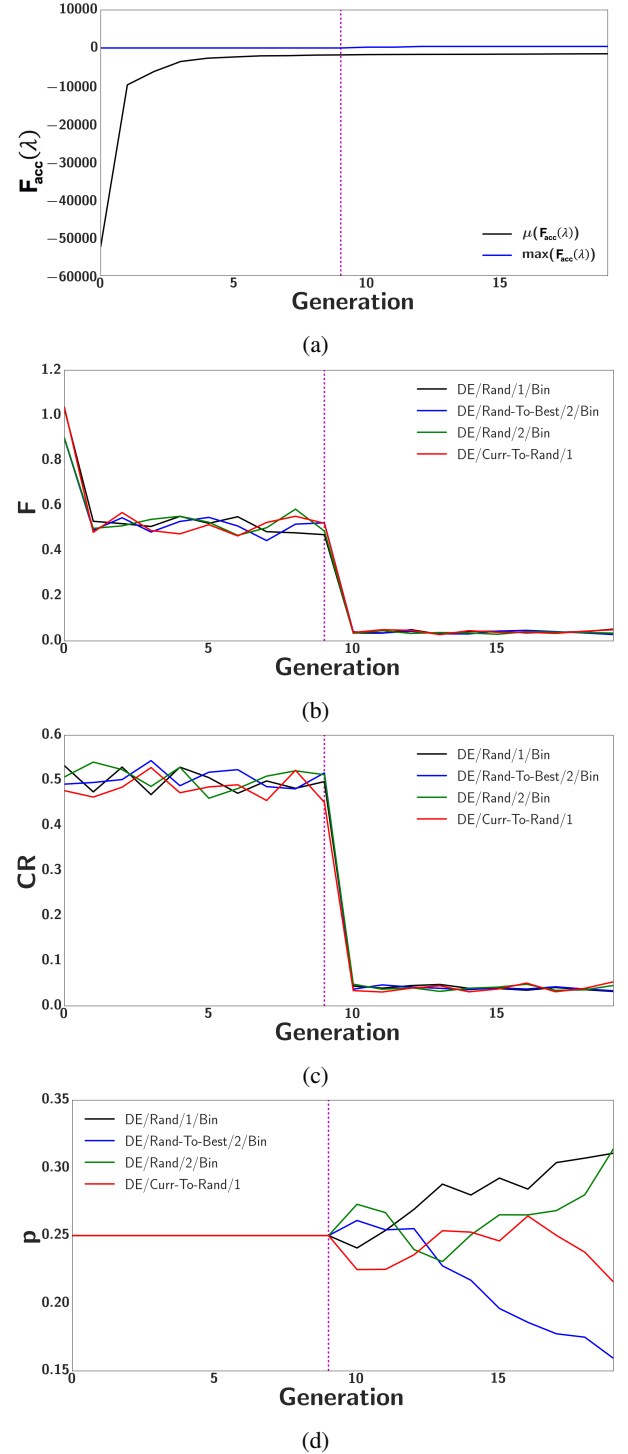 10000
0
−10000
−20000
−30000
−40000
−50000
−60000
F_acc(λ)
μ(F_acc(λ))
max(F_acc(λ))
0 5 10 15
Generation
(a)
1.2
1.0
0.8
0.6
0.4
0.2
0.0
F
DE/Rand/1/Bin
DE/Rand-To-Best/2/Bin
DE/Rand/2/Bin
DE/Curr-To-Rand/1
0 5 10 15
Generation
(b)
0.6
0.5
0.4
0.3
0.2
0.1
0.0
CR
DE/Rand/1/Bin
DE/Rand-To-Best/2/Bin
DE/Rand/2/Bin
DE/Curr-To-Rand/1
0 5 10 15
Generation
(c)
0.35
0.30
0.25
0.20
0.15
p
DE/Rand/1/Bin
DE/Rand-To-Best/2/Bin
DE/Rand/2/Bin
DE/Curr-To-Rand/1
0 5 10 15
Generation
(d)